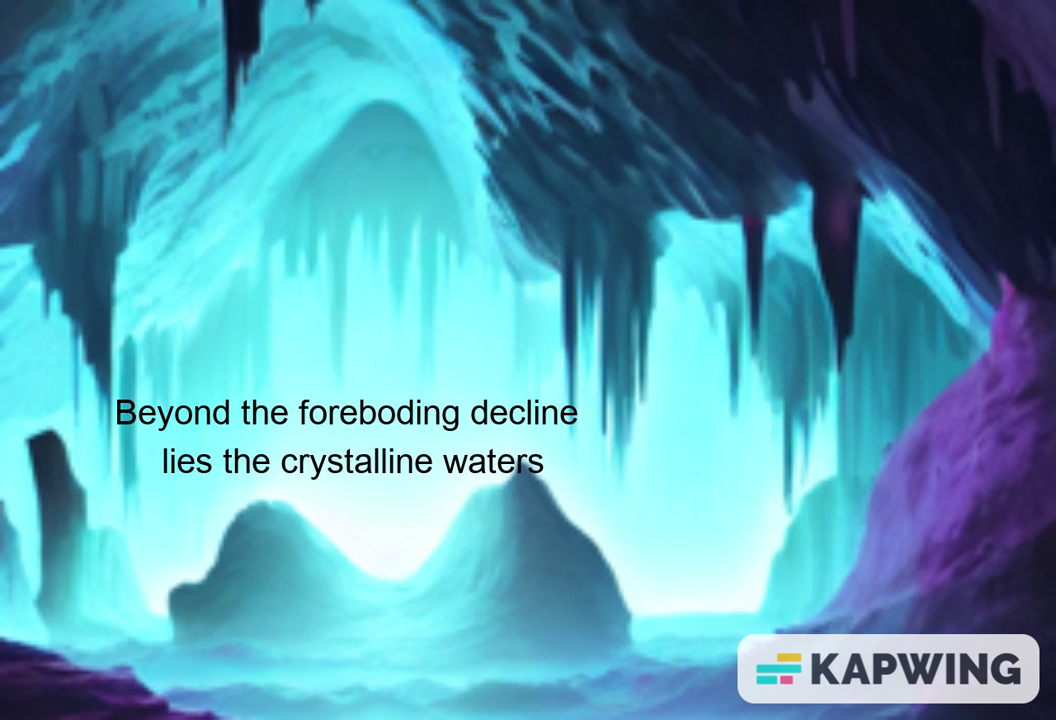 Beyond the foreboding decline
lies the crystalline waters
KAPWING